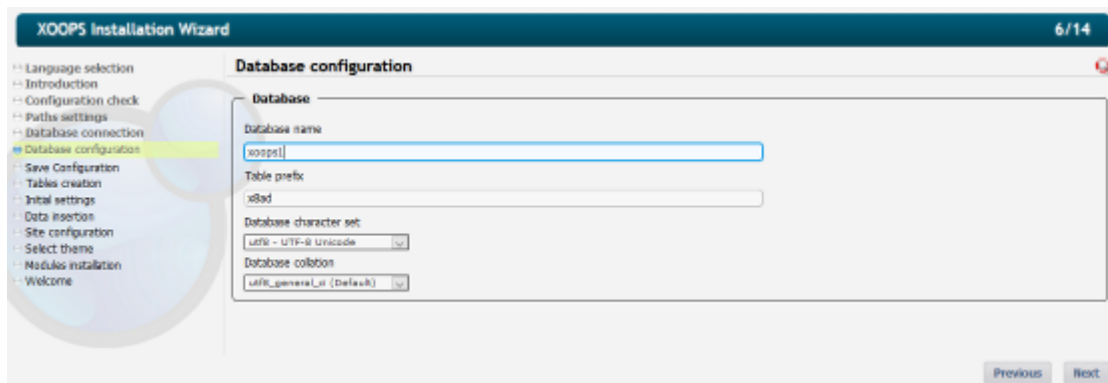 XOOPS Installation Wizard 6/14
Language selection
Introduction
Configuration check
Paths settings
Database connection
Database configuration
Save Configuration
Tables creation
Initial settings
Data insertion
Site configuration
Select theme
Modules installation
Welcome
Database configuration
Database
Database name
xoops1
Table prefix
x8ad
Database character set
utf8 - UTF-8 Unicode
Database collation
utf8_general_ci (Default)
Previous Next